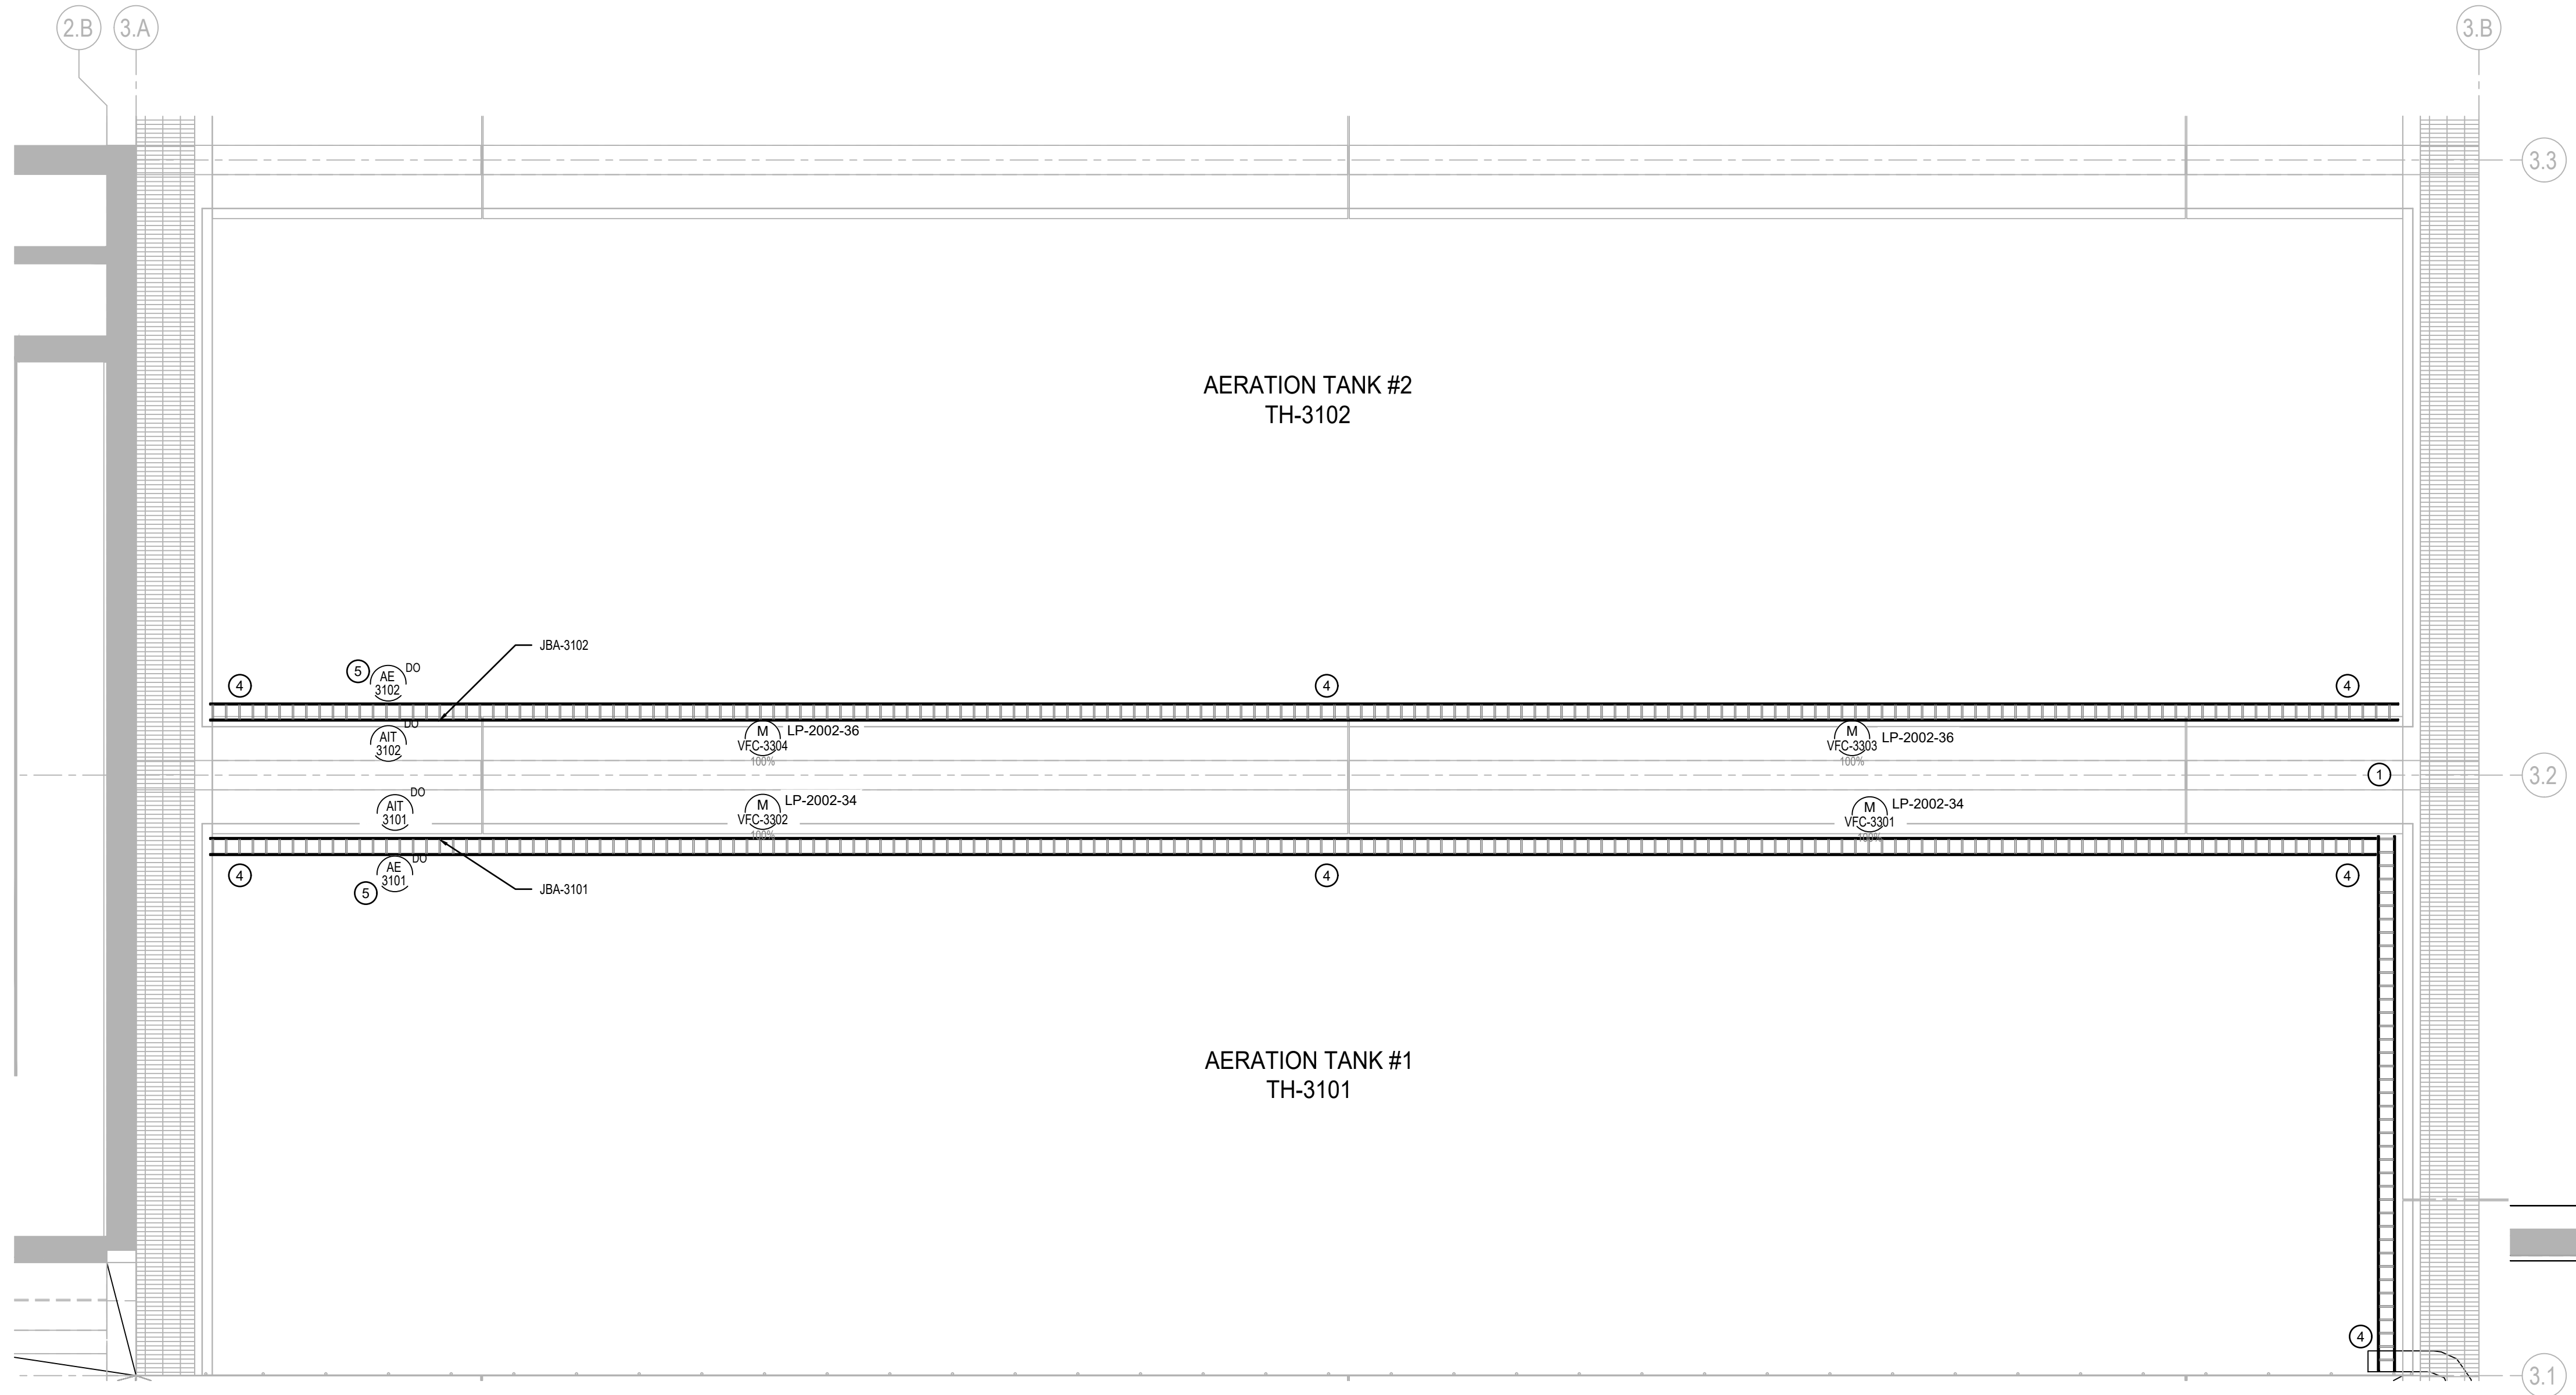 2.B
3.A
3.B
3.3
AERATION TANK #2
TH-3102
JBA-3102
5
AE
3102
DO
4
4
4
AIT
3102
DO
M
VFC-3304
100%
LP-2002-36
M
VFC-3303
100%
LP-2002-36
1
3.2
AIT
3101
DO
M
VFC-3302
100%
LP-2002-34
M
VFC-3301
100%
LP-2002-34
4
AE
3101
DO
5
JBA-3101
4
4
AERATION TANK #1
TH-3101
4
3.1